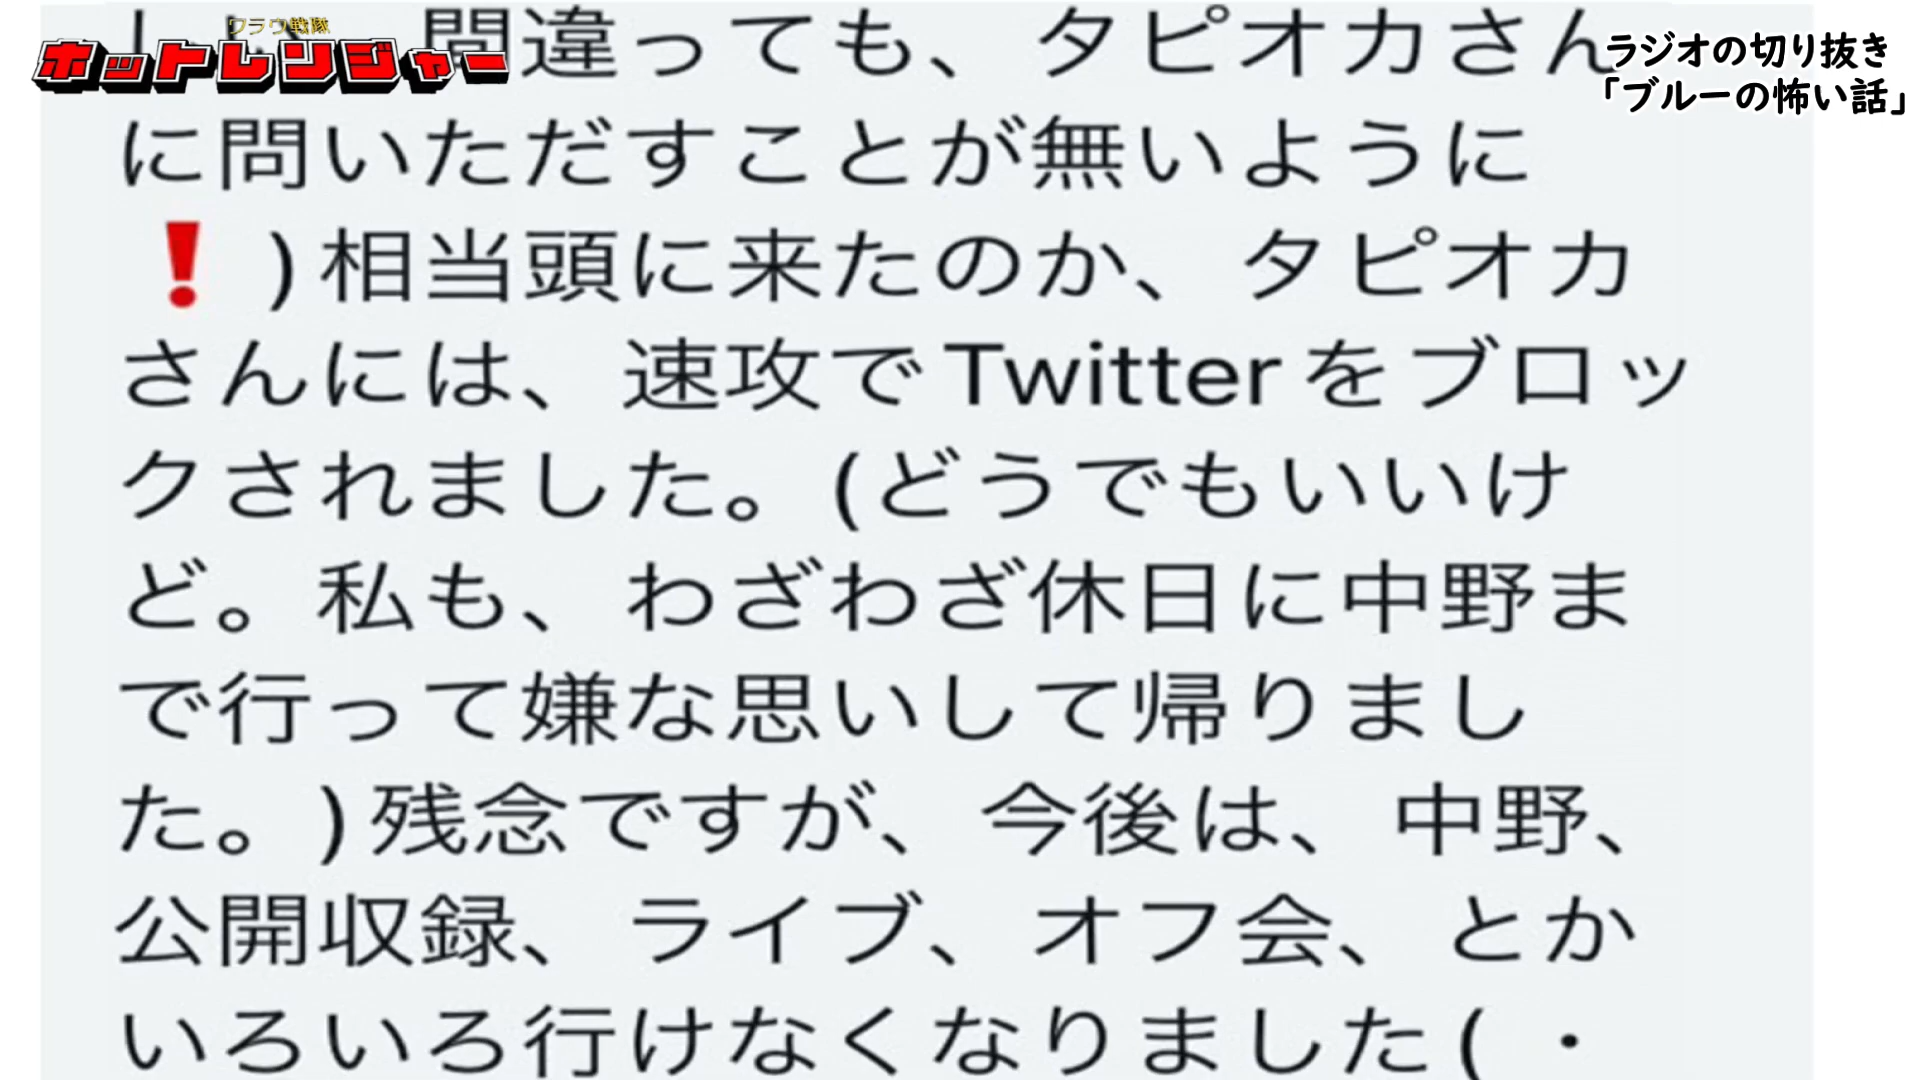 ワラウ戦隊
ホットレンジャー
ラジオの切り抜き
「ブルーの怖い話」
間違っても、タピオカさん
に問いただすことが無いように
❗)相当頭に来たのか、タピオカ
さんには、速攻でTwitterをブロッ
クされました。(どうでもいいけ
ど。私も、わざわざ休日に中野ま
で行って嫌な思いして帰りまし
た。)残念ですが、今後は、中野、
公開収録、ライブ、オフ会、とか
いろいろ行けなくなりました(・